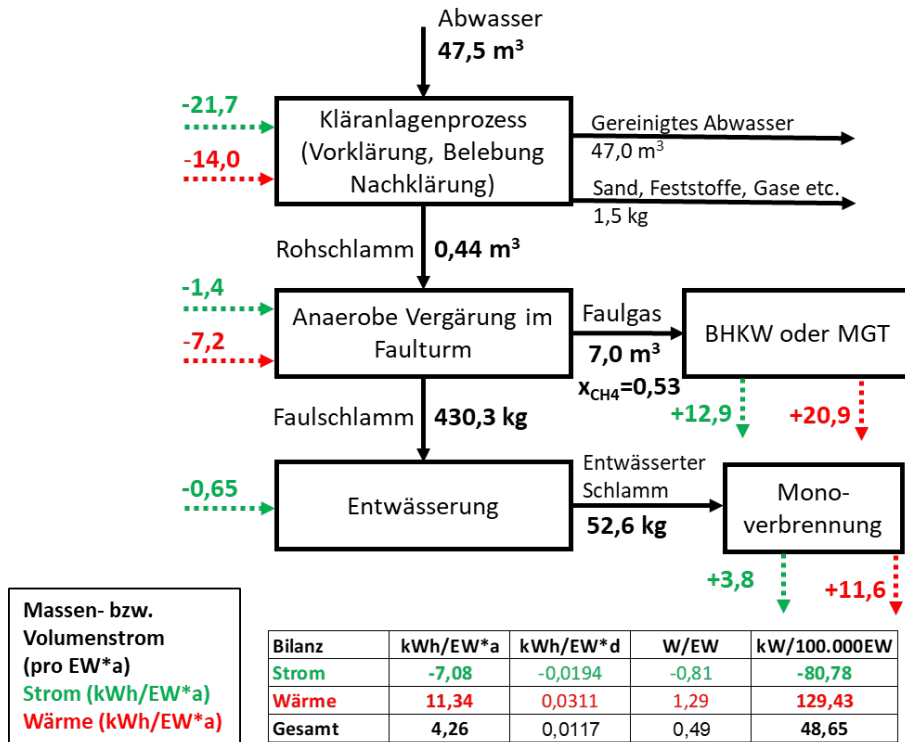 Abwasser
47,5 m³
-21,7
-14,0
Kläranlagenprozess
(Vorklärung, Belebung
Nachklärung)
Gereinigtes Abwasser
47,0 m³
Sand, Feststoffe, Gase etc.
1,5 kg
Rohschlamm 0,44 m³
-1,4
-7,2
Anaerobe Vergärung im
Faulturm
Faulgas
7,0 m³
xCH4=0,53
BHKW oder MGT
+12,9 +20,9
Faulschlamm 430,3 kg
-0,65
Entwässerung
Entwässerter
Schlamm
52,6 kg
Mono-
verbrennung
+3,8 +11,6
Massen- bzw.
Volumenstrom
(pro EW*a)
Strom (kWh/EW*a)
Wärme (kWh/EW*a)
Bilanz kWh/EW*a kWh/EW*d W/EW kW/100.000EW
Strom -7,08 -0,0194 -0,81 -80,78
Wärme 11,34 0,0311 1,29 129,43
Gesamt 4,26 0,0117 0,49 48,65